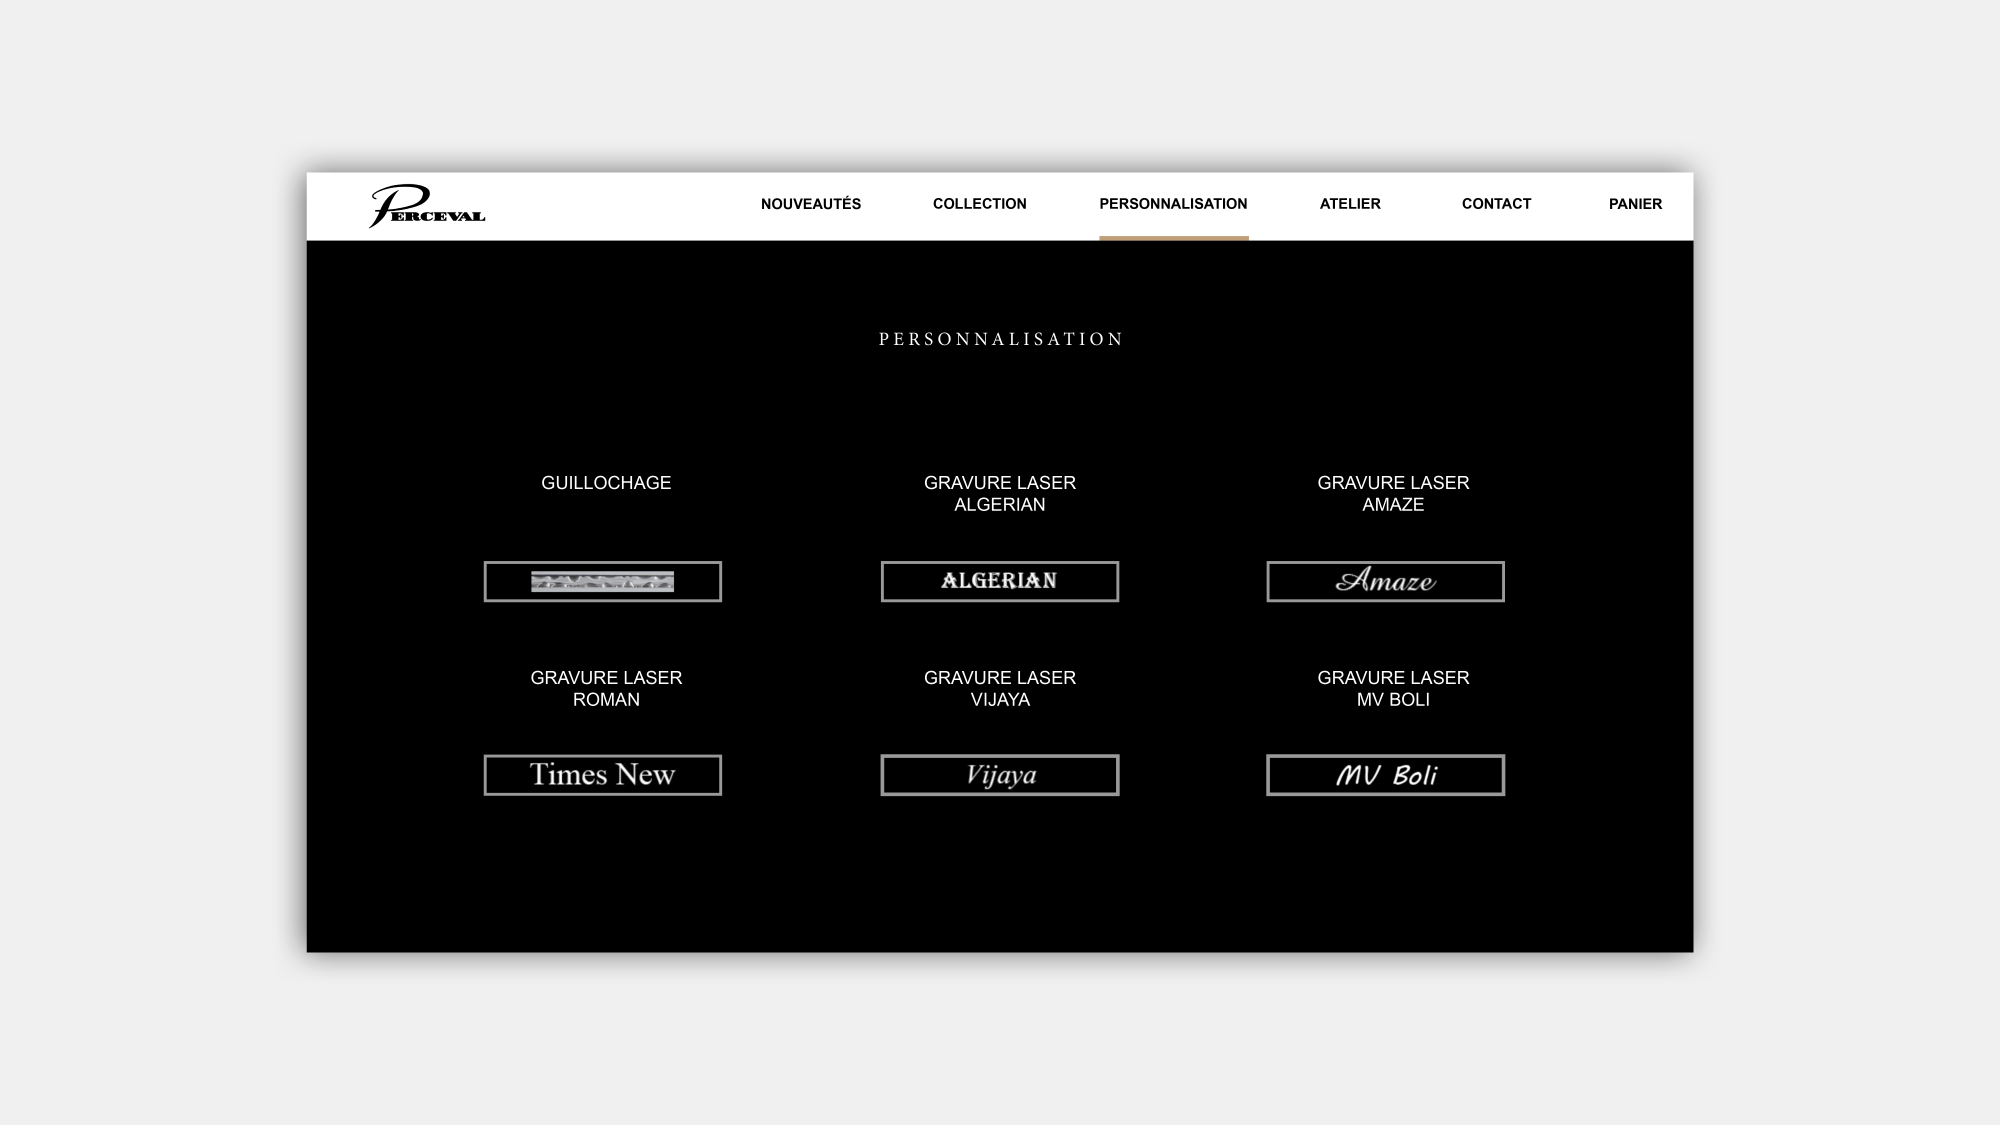 PERCEVAL
NOUVEAUTÉS COLLECTION PERSONNALISATION ATELIER CONTACT PANIER
PERSONNALISATION
GUILLOCHAGE
GRAVURE LASER
ALGERIAN
GRAVURE LASER
AMAZE
ALGERIAN
Amaze
GRAVURE LASER
ROMAN
GRAVURE LASER
VIJAYA
GRAVURE LASER
MV BOLI
Times New
Vijaya
MV Boli